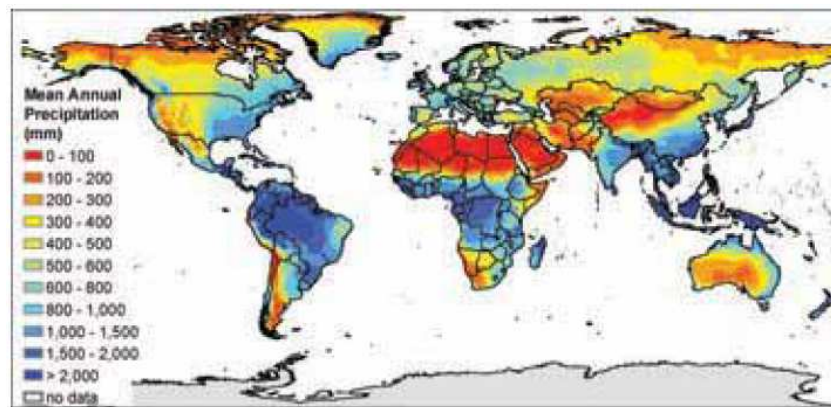 Mean Annual
Precipitation
(mm)
0 - 100
100 - 200
200 - 300
300 - 400
400 - 500
500 - 600
600 - 800
800 - 1,000
1,000 - 1,500
1,500 - 2,000
> 2,000
no data